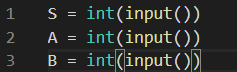 1 S = int(input())
2 A = int(input())
3 B = int(input())